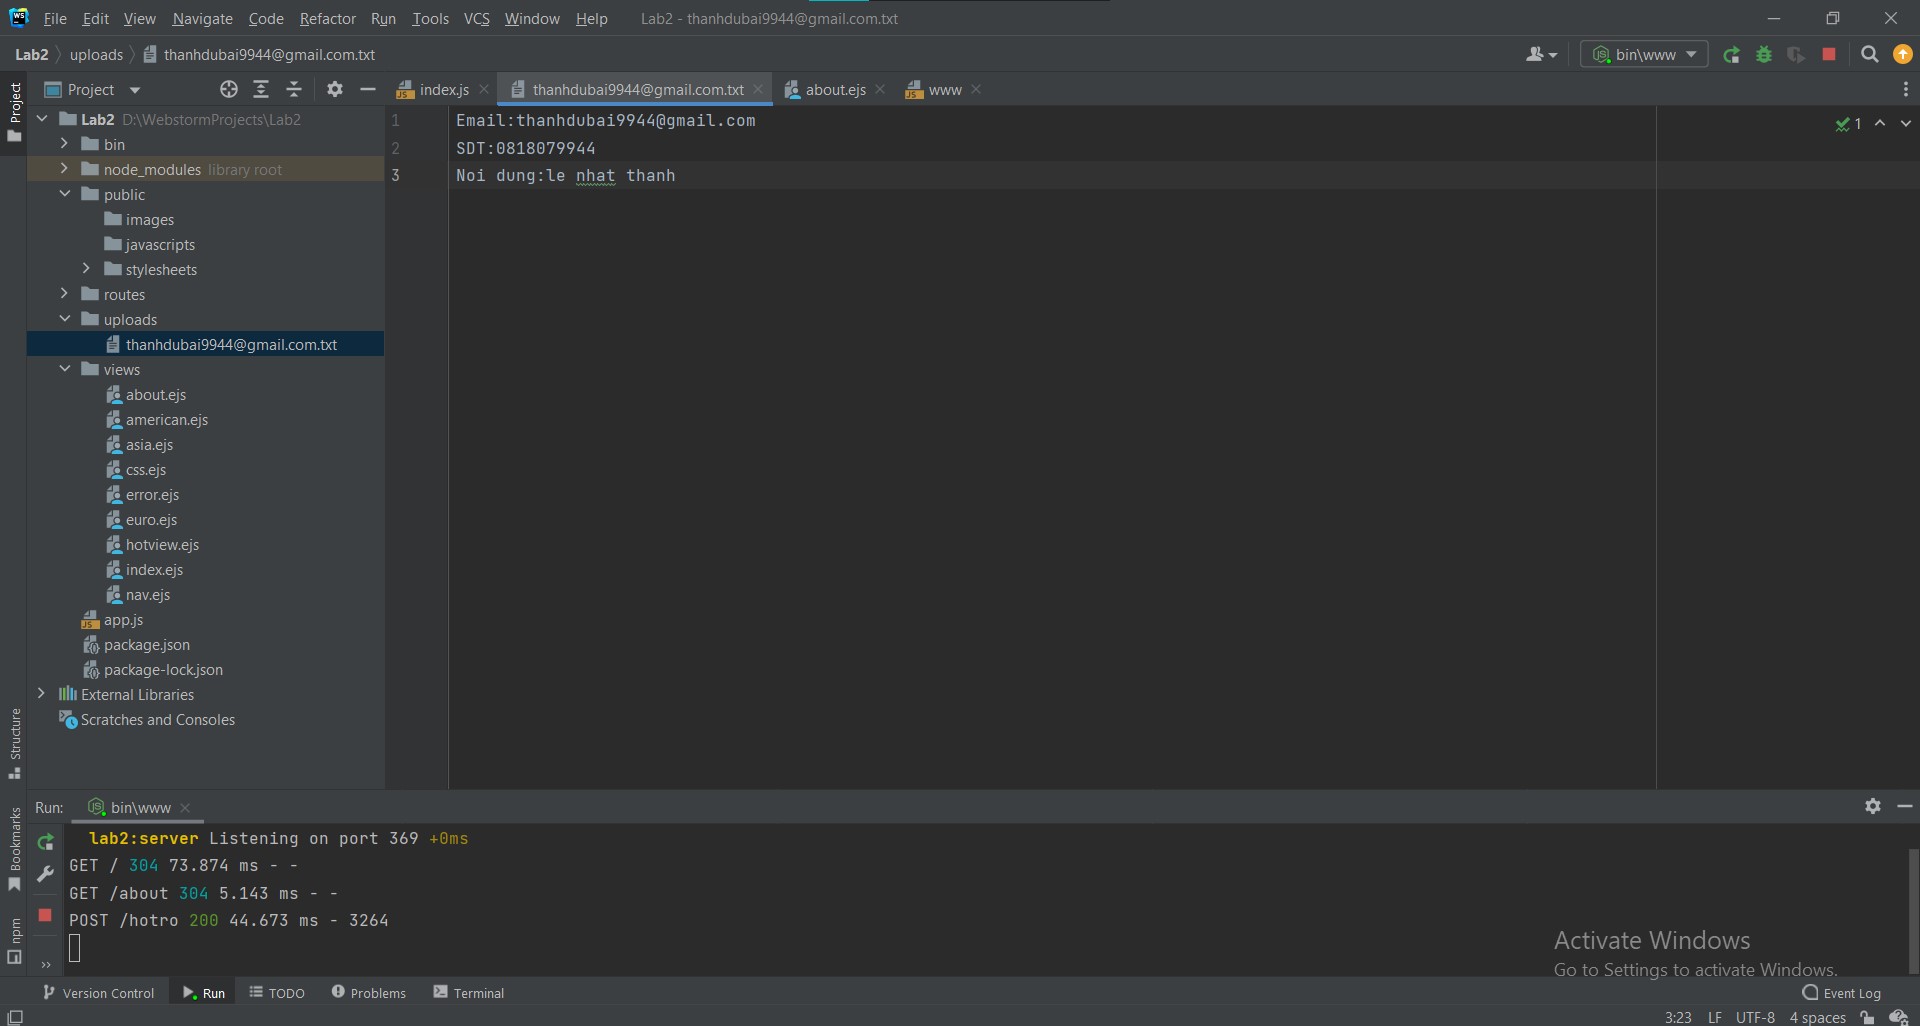 File Edit View Navigate Code Refactor Run Tools VCS Window Help Lab2 - thanhdubai9944@gmail.com.txt
Lab2 uploads thanhdubai9944@gmail.com.txt bin\www
Project index.js thanhdubai9944@gmail.com.txt about.ejs www
Project
Lab2 D:\WebstormProjects\Lab2
bin
node_modules library root
public
images
javascripts
stylesheets
routes
uploads
thanhdubai9944@gmail.com.txt
views
about.ejs
american.ejs
asia.ejs
css.ejs
error.ejs
euro.ejs
hotview.ejs
index.ejs
nav.ejs
app.js
package.json
package-lock.json
External Libraries
Scratches and Consoles
1 Email:thanhdubai9944@gmail.com
2 SDT:0818079944
3 Noi dung:le nhat thanh
1
Structure
Bookmarks
npm
Run: bin\www
lab2:server Listening on port 369 +0ms
GET / 304 73.874 ms - -
GET /about 304 5.143 ms - -
POST /hotro 200 44.673 ms - 3264
Activate Windows
Go to Settings to activate Windows.
Version Control Run TODO Problems Terminal Event Log
3:23 LF UTF-8 4 spaces